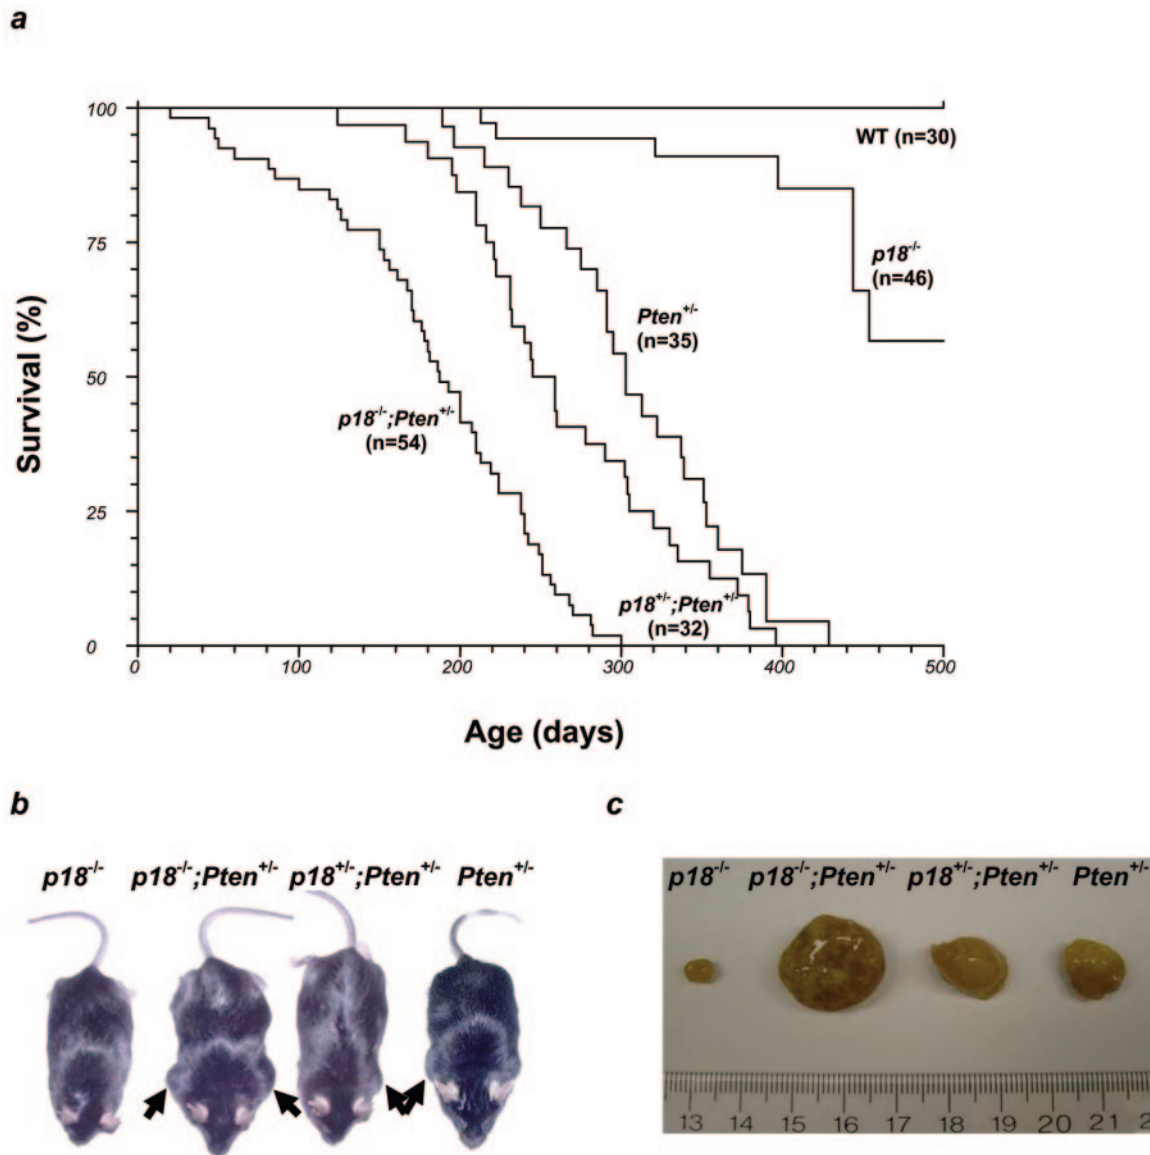 a
100
75
50
25
0
Survival (%)
WT (n=30)
p18-/-
(n=46)
Pten+/-
(n=35)
p18-/-;Pten+/-
(n=54)
p18+/-;Pten+/-
(n=32)
0 100 200 300 400 500
Age (days)
b
p18-/- p18-/-;Pten+/- p18+/-;Pten+/- Pten+/-
c
p18-/- p18-/-;Pten+/- p18+/-;Pten+/- Pten+/-
13 14 15 16 17 18 19 20 21 2